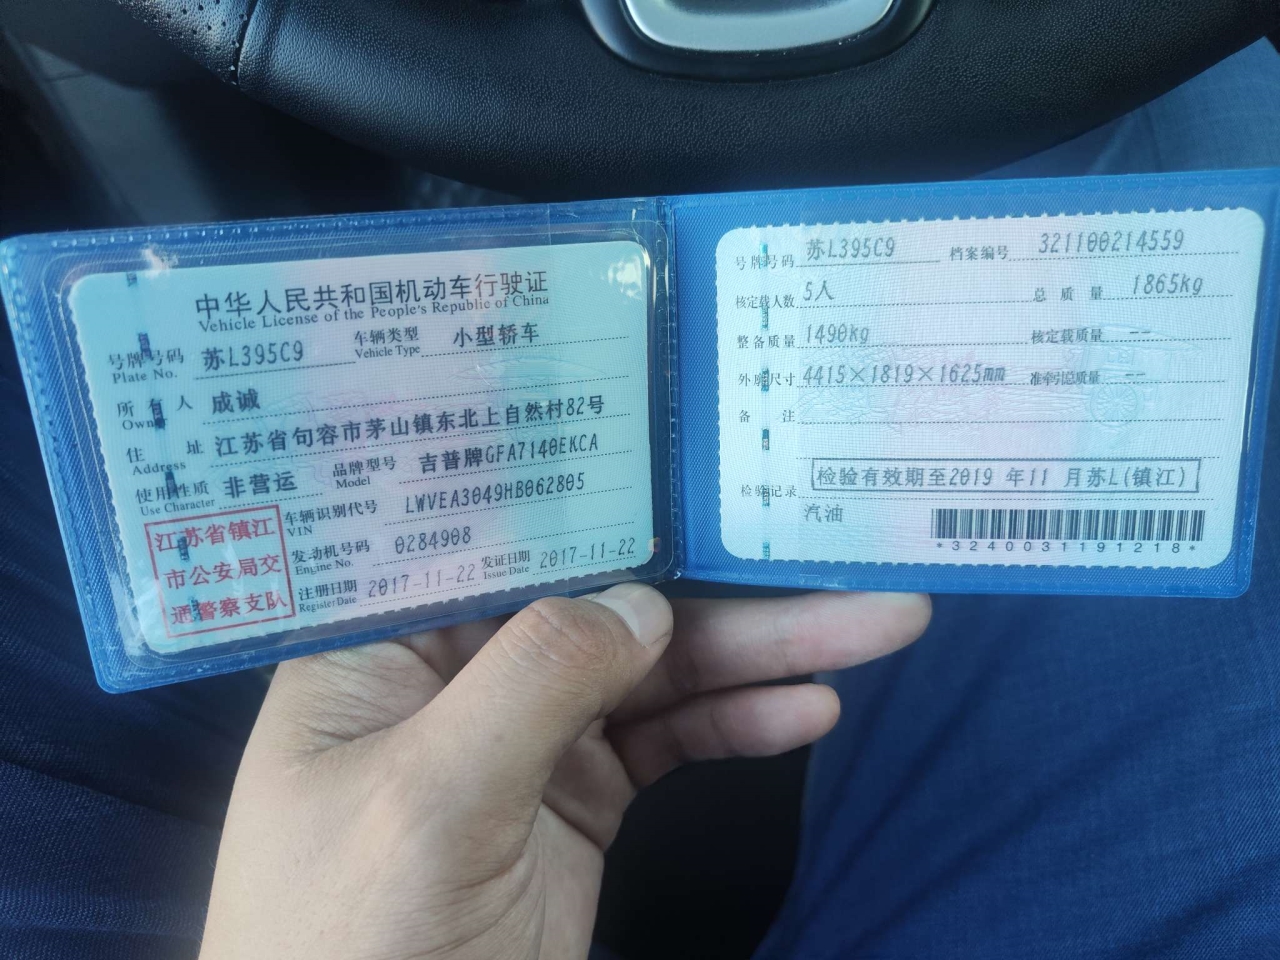 中华人民共和国机动车行驶证
Vehicle License of the People's Republic of China
号牌号码 苏L395C9 车辆类型 小型轿车
Plate No. Vehicle Type
所有人 成诚
Owner
住址 江苏省句容市茅山镇东北上自然村82号
Address
使用性质 非营运 品牌型号 吉普牌GFA7140EKCA
Use Character Model
车辆识别代号 LWVEA3049HB062805
VIN
发动机号码 0284908
Engine No.
注册日期 2017-11-22 发证日期 2017-11-22
Register Date Issue Date
江苏省镇江
市公安局交
通警察支队
号牌号码 苏L395C9 档案编号 321100214559
核定载人数 5人 总质量 1865kg
整备质量 1490kg 核定载质量 --
外廓尺寸 4415×1819×1625mm 准牵引总质量 --
备注
检验记录 检验有效期至2019 年11 月苏L(镇江)
汽油
*3240031191218*